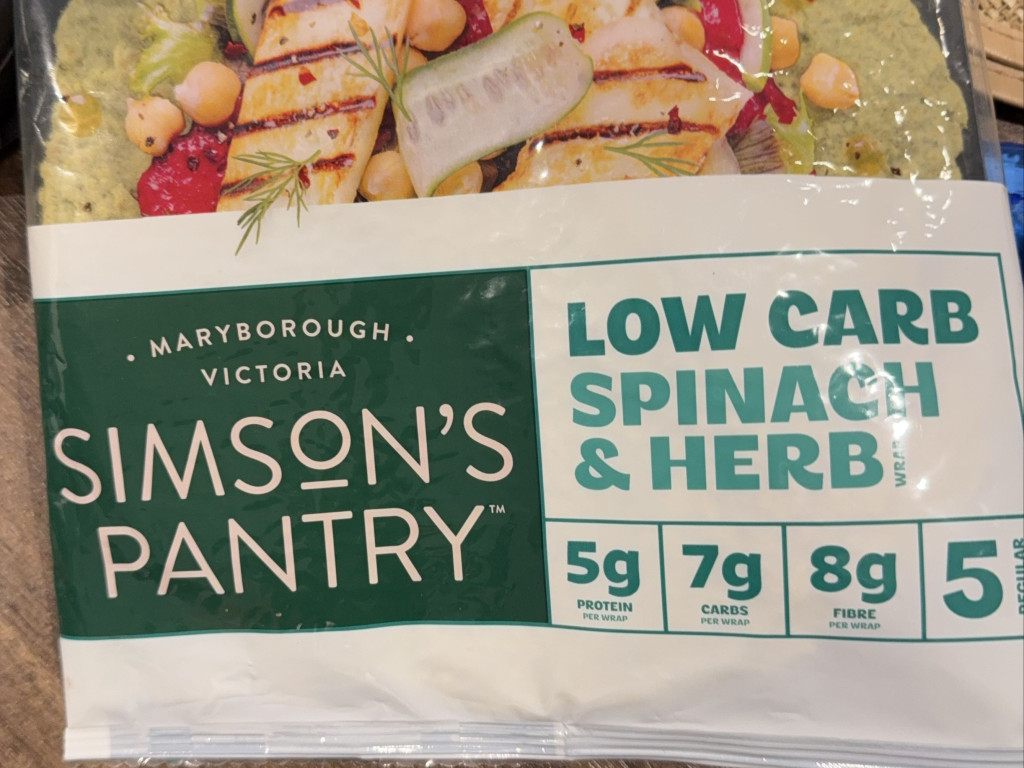 • MARYBOROUGH •
VICTORIA
SIMSON'S
PANTRY™
LOW CARB
SPINACH
& HERB
WRAP
5g
PROTEIN
PER WRAP
7g
CARBS
PER WRAP
8g
FIBRE
PER WRAP
5
REGULAR